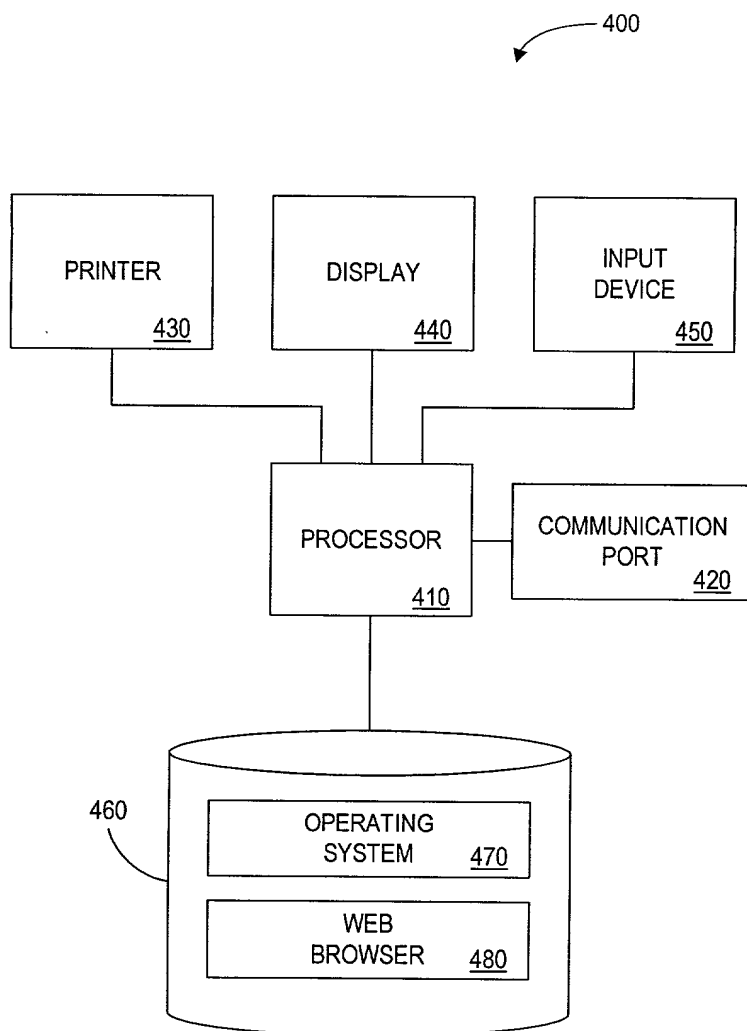 400
PRINTER
430
DISPLAY
440
INPUT
DEVICE
450
PROCESSOR
410
COMMUNICATION
PORT
420
460
OPERATING
SYSTEM
470
WEB
BROWSER
480